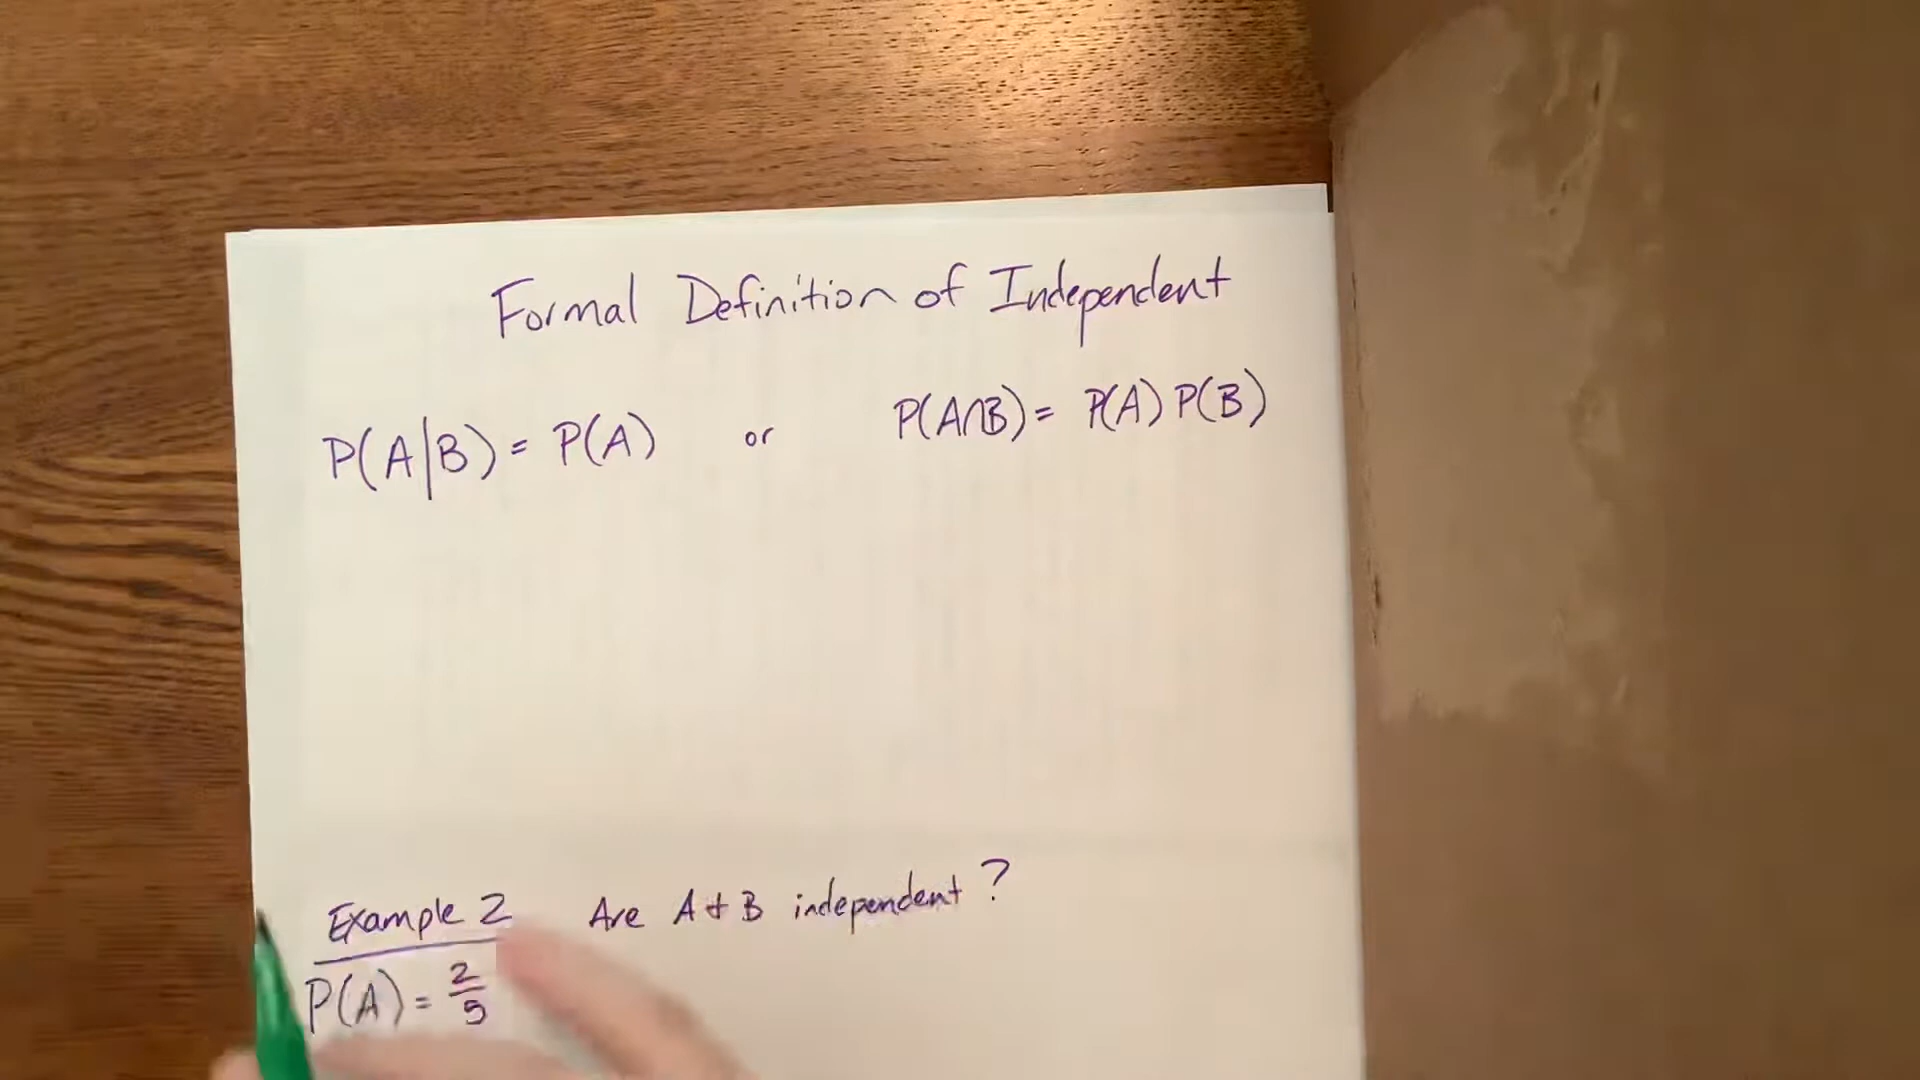 Formal Definition of Independent
P(A|B) = P(A) or P(A∩B) = P(A) P(B)
Example 2 Are A + B independent?
P(A) = 2/5